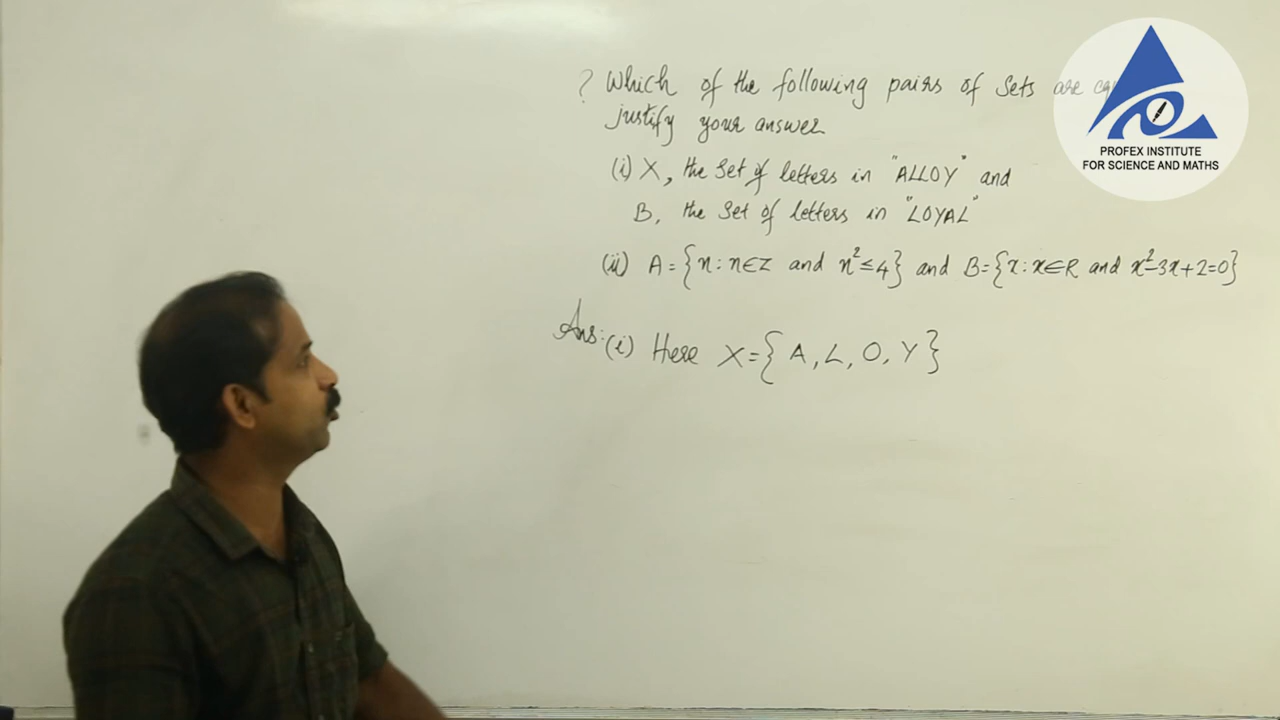 ? Which of the following pairs of sets are
justify your answer
(i) X, the set of letters in "ALLOY" and
B, the set of letters in "LOYAL"
(ii) A = {n : n∈Z and n²≤4} and B={x : x∈R and x²-3x+2=0}
Ans: (i) Here X={ A, L, O, Y }
PROFEX INSTITUTE
FOR SCIENCE AND MATHS